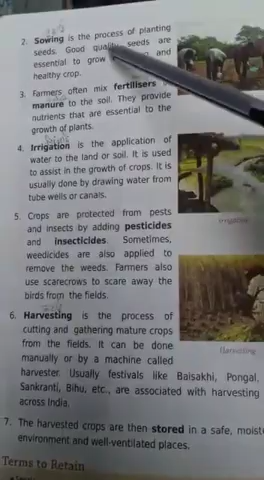 2. Sowing is the process of planting
seeds. Good quality seeds are
essential to grow and
healthy crop.
3. Farmers often mix fertilisers
manure to the soil. They provide
nutrients that are essential to the
growth of plants.
4. Irrigation is the application of
water to the land or soil. It is used
to assist in the growth of crops. It is
usually done by drawing water from
tube wells or canals.
Irrigation
5. Crops are protected from pests
and insects by adding pesticides
and insecticides. Sometimes,
weedicides are also applied to
remove the weeds. Farmers also
use scarecrows to scare away the
birds from the fields.
6. Harvesting is the process of
cutting and gathering mature crops
from the fields. It can be done
manually or by a machine called
harvester. Usually festivals like Baisakhi, Pongal,
Sankranti, Bihu, etc., are associated with harvesting
across India.
Harvesting
7. The harvested crops are then stored in a safe,
environment and well-ventilated places.
Terms to Retain